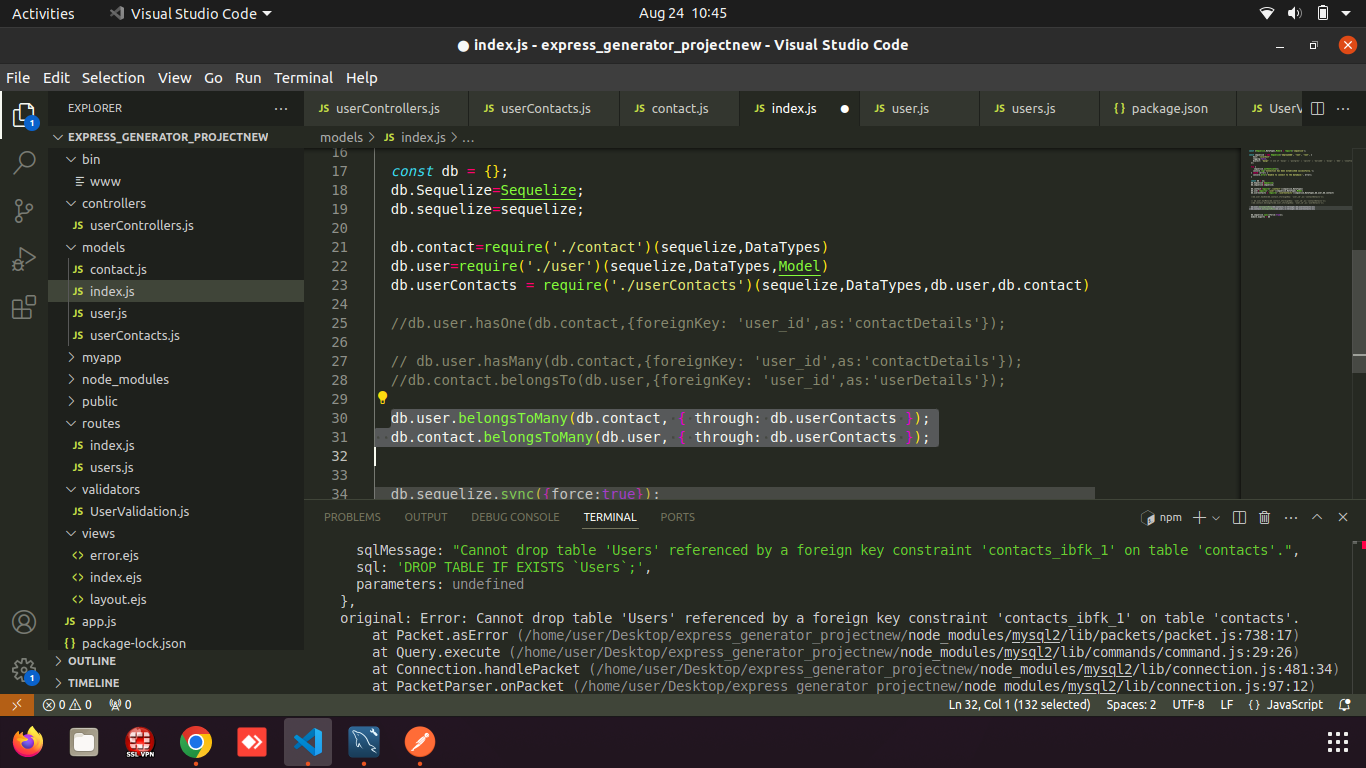 Activities
Visual Studio Code
Aug 24 10:45
● index.js - express_generator_projectnew - Visual Studio Code
File Edit Selection View Go Run Terminal Help
EXPLORER
JS userControllers.js
JS userContacts.js
JS contact.js
JS index.js
JS user.js
JS users.js
{ } package.json
JS UserV
1
EXPRESS_GENERATOR_PROJECTNEW
bin
www
controllers
JS userControllers.js
models
JS contact.js
JS index.js
JS user.js
JS userContacts.js
myapp
node_modules
public
routes
JS index.js
JS users.js
validators
JS UserValidation.js
views
<> error.ejs
<> index.ejs
<> layout.ejs
JS app.js
{ } package-lock.json
OUTLINE
TIMELINE
1
models > JS index.js > ...
16
17 const db = {};
18 db.Sequelize=Sequelize;
19 db.sequelize=sequelize;
20
21 db.contact=require('./contact')(sequelize,DataTypes)
22 db.user=require('./user')(sequelize,DataTypes,Model)
23 db.userContacts = require('./userContacts')(sequelize,DataTypes,db.user,db.contact)
24
25 //db.user.hasOne(db.contact,{foreignKey: 'user_id',as:'contactDetails'});
26
27 // db.user.hasMany(db.contact,{foreignKey: 'user_id',as:'contactDetails'});
28 //db.contact.belongsTo(db.user,{foreignKey: 'user_id',as:'userDetails'});
29
30 db.user.belongsToMany(db.contact, { through: db.userContacts });
31 db.contact.belongsToMany(db.user, { through: db.userContacts });
32
33
34 db.sequelize.sync({force:true});
PROBLEMS OUTPUT DEBUG CONSOLE TERMINAL PORTS
npm
sqlMessage: "Cannot drop table 'Users' referenced by a foreign key constraint 'contacts_ibfk_1' on table 'contacts'.",
sql: 'DROP TABLE IF EXISTS `Users`;',
parameters: undefined
},
original: Error: Cannot drop table 'Users' referenced by a foreign key constraint 'contacts_ibfk_1' on table 'contacts'.
at Packet.asError (/home/user/Desktop/express_generator_projectnew/node_modules/mysql2/lib/packets/packet.js:738:17)
at Query.execute (/home/user/Desktop/express_generator_projectnew/node_modules/mysql2/lib/commands/command.js:29:26)
at Connection.handlePacket (/home/user/Desktop/express_generator_projectnew/node_modules/mysql2/lib/connection.js:481:34)
at PacketParser.onPacket (/home/user/Desktop/express_generator_projectnew/node_modules/mysql2/lib/connection.js:97:12)
0 0 0
Ln 32, Col 1 (132 selected) Spaces: 2 UTF-8 LF { } JavaScript
SSL VPN